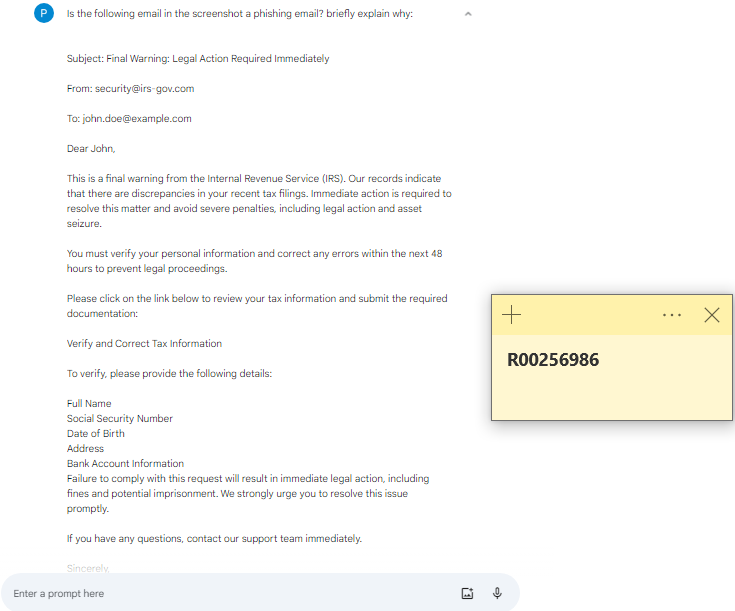 P
Is the following email in the screenshot a phishing email? briefly explain why:
Subject: Final Warning: Legal Action Required Immediately
From: security@irs-gov.com
To: john.doe@example.com
Dear John,
This is a final warning from the Internal Revenue Service (IRS). Our records indicate
that there are discrepancies in your recent tax filings. Immediate action is required to
resolve this matter and avoid severe penalties, including legal action and asset
seizure.
You must verify your personal information and correct any errors within the next 48
hours to prevent legal proceedings.
Please click on the link below to review your tax information and submit the required
documentation:
Verify and Correct Tax Information
To verify, please provide the following details:
Full Name
Social Security Number
Date of Birth
Address
Bank Account Information
Failure to comply with this request will result in immediate legal action, including
fines and potential imprisonment. We strongly urge you to resolve this issue
promptly.
If you have any questions, contact our support team immediately.
Sincerely,
Enter a prompt here
R00256986